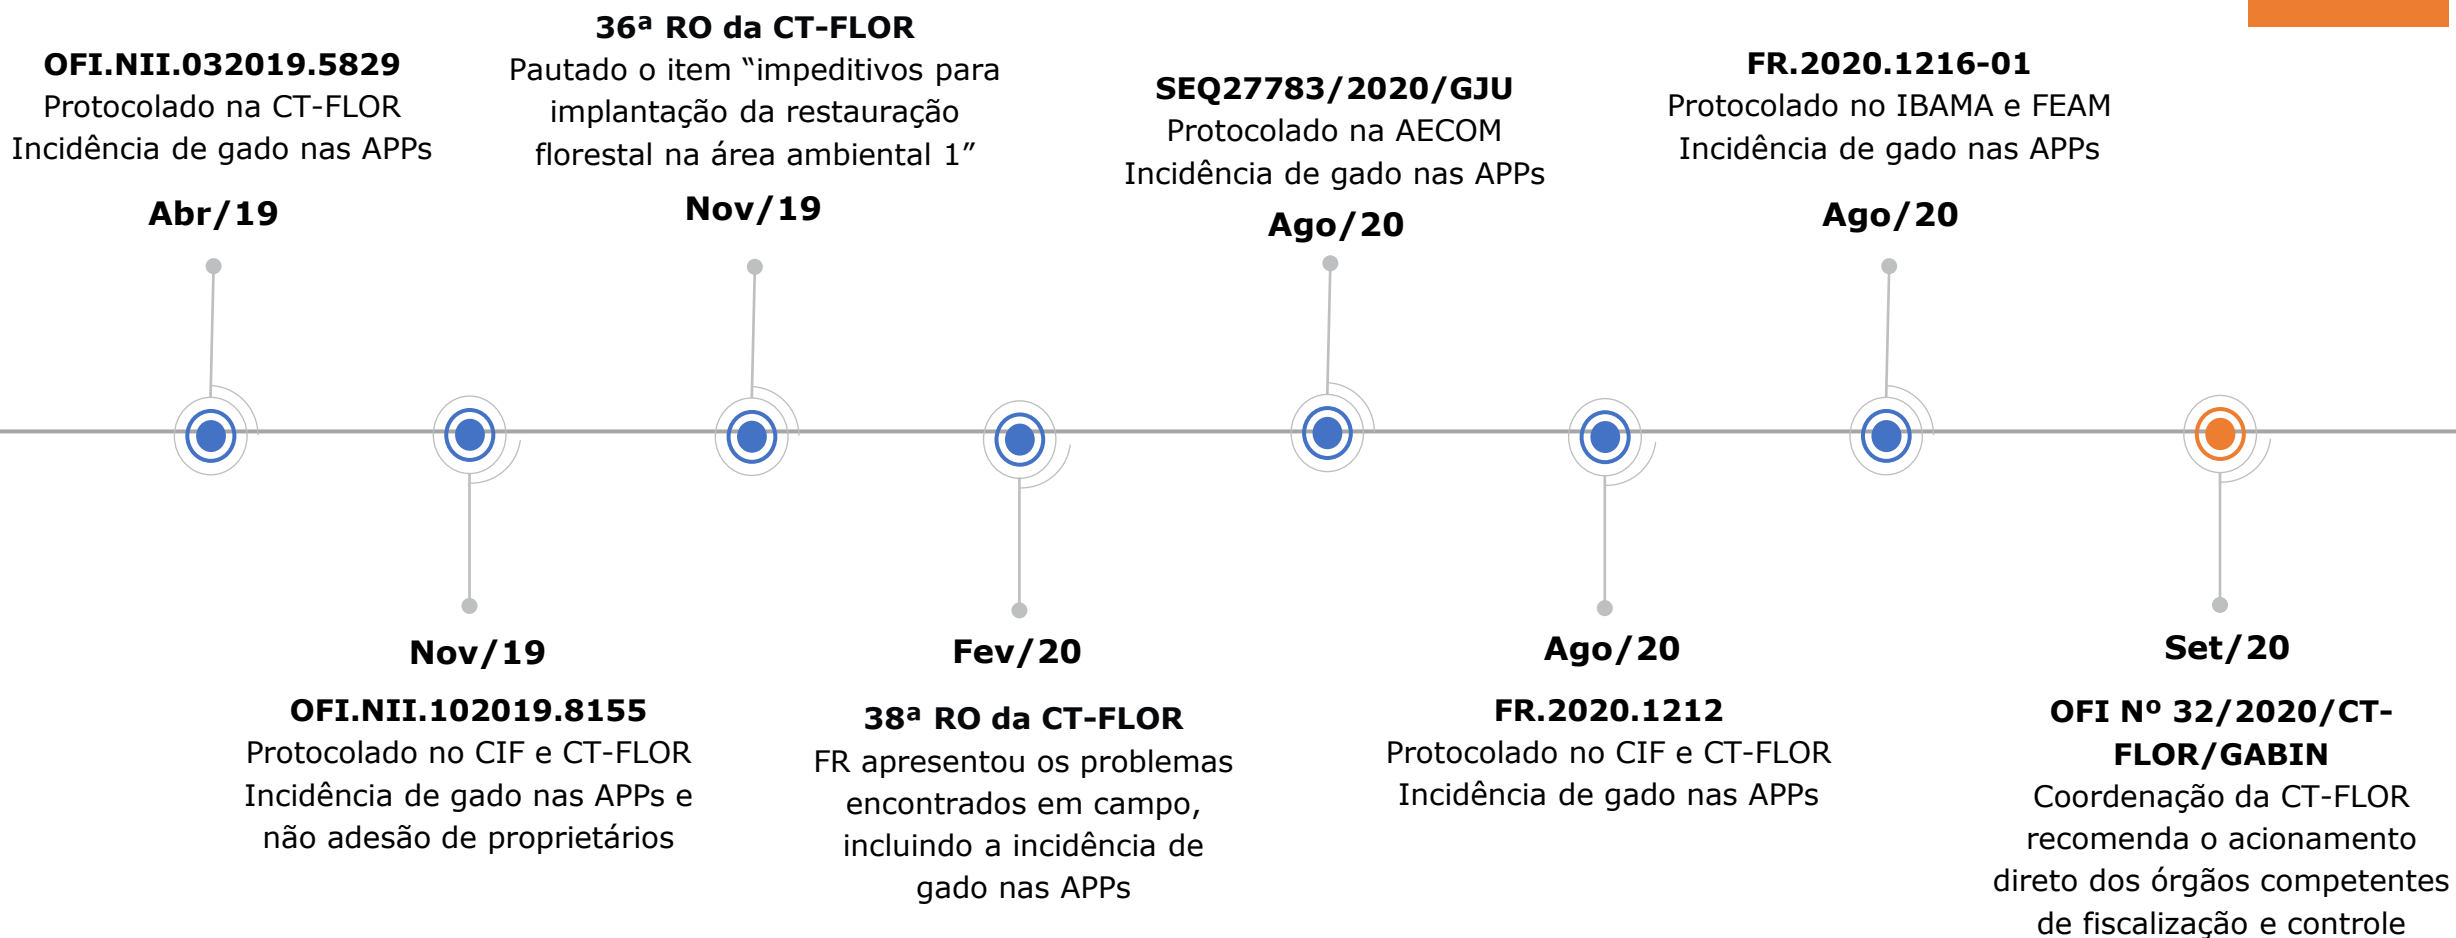 OFI.NII.032019.5829
Protocolado na CT-FLOR
Incidência de gado nas APPs
Abr/19
Nov/19
OFI.NII.102019.8155
Protocolado no CIF e CT-FLOR
Incidência de gado nas APPs e
não adesão de proprietários
36ª RO da CT-FLOR
Pautado o item “impeditivos para
implantação da restauração
florestal na área ambiental 1”
Nov/19
Fev/20
38ª RO da CT-FLOR
FR apresentou os problemas
encontrados em campo,
incluindo a incidência de
gado nas APPs
SEQ27783/2020/GJU
Protocolado na AECOM
Incidência de gado nas APPs
Ago/20
Ago/20
FR.2020.1212
Protocolado no CIF e CT-FLOR
Incidência de gado nas APPs
FR.2020.1216-01
Protocolado no IBAMA e FEAM
Incidência de gado nas APPs
Ago/20
Set/20
OFI Nº 32/2020/CT-
FLOR/GABIN
Coordenação da CT-FLOR
recomenda o acionamento
direto dos órgãos competentes
de fiscalização e controle